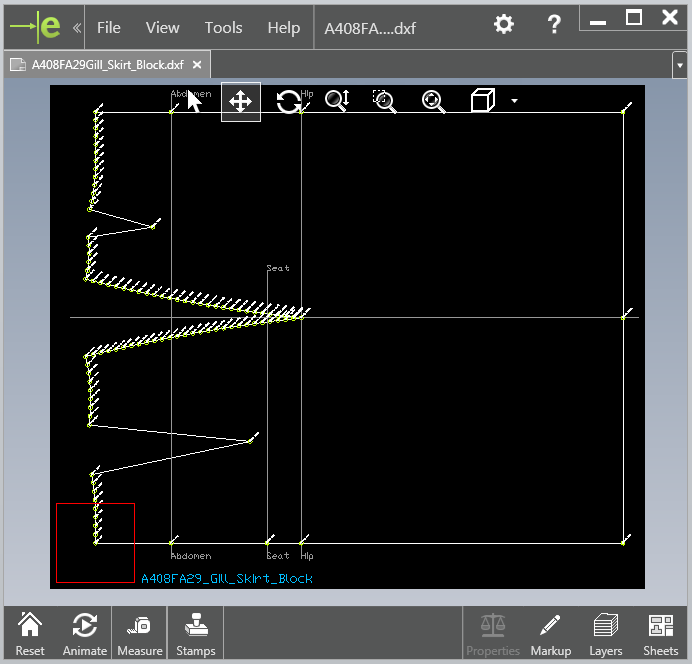 e « File View Tools Help A408FA....dxf ?
A408FA29Gill_Skirt_Block.dxf
Abdomen Hip
Seat
Abdomen Seat Hip
A408FA29_Gill_Skirt_Block
Reset Animate Measure Stamps Properties Markup Layers Sheets